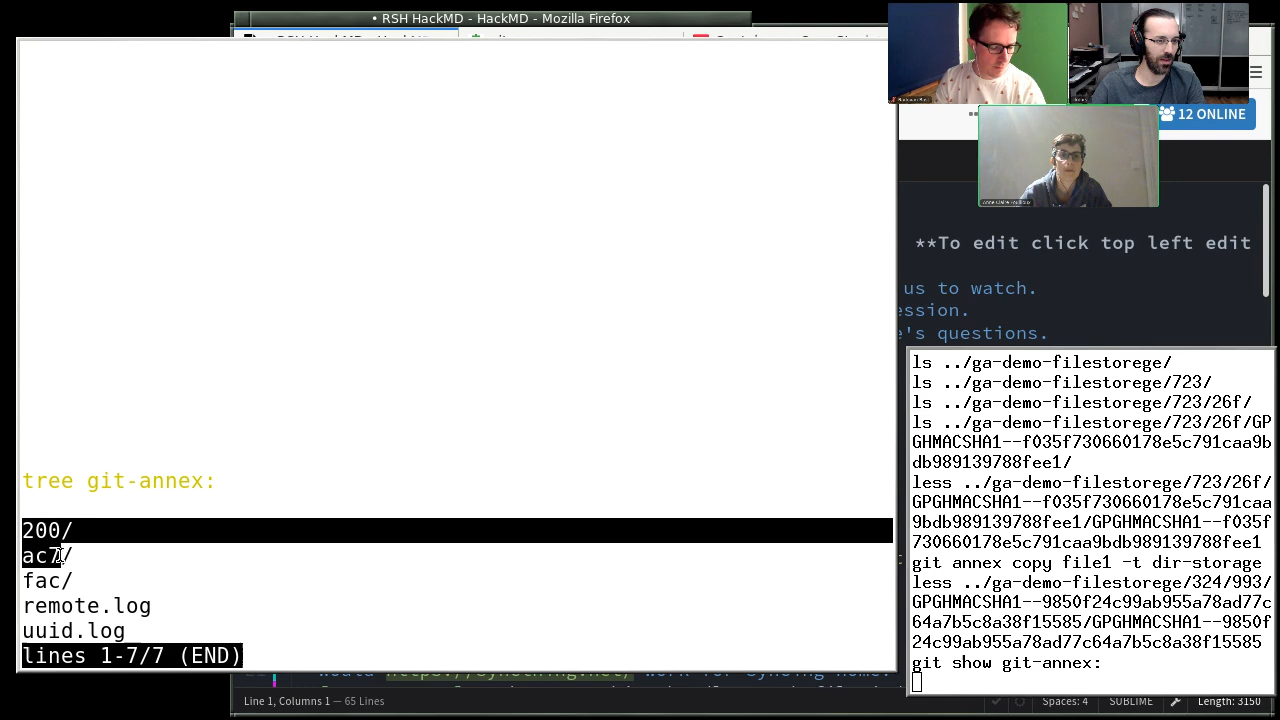 • RSH HackMD - HackMD - Mozilla Firefox
12 ONLINE
**To edit click top left edit
us to watch.
ession.
e's questions.
tree git-annex:
200/
ac7/
fac/
remote.log
uuid.log
lines 1-7/7 (END)
ls ../ga-demo-filestorege/
ls ../ga-demo-filestorege/723/
ls ../ga-demo-filestorege/723/26f/
ls ../ga-demo-filestorege/723/26f/GP
GHMACSHA1--f035f730660178e5c791caa9b
db989139788fee1/
less ../ga-demo-filestorege/723/26f/
GPGHMACSHA1--f035f730660178e5c791caa
9bdb989139788fee1/GPGHMACSHA1--f035f
730660178e5c791caa9bdb989139788fee1
git annex copy file1 -t dir-storage
less ../ga-demo-filestorege/324/993/
GPGHMACSHA1--9850f24c99ab955a78ad77c
64a7b5c8a38f15585/GPGHMACSHA1--9850f
24c99ab955a78ad77c64a7b5c8a38f15585
git show git-annex:
Line 1, Columns 1 — 65 Lines
Spaces: 4
SUBLIME
Length: 3150